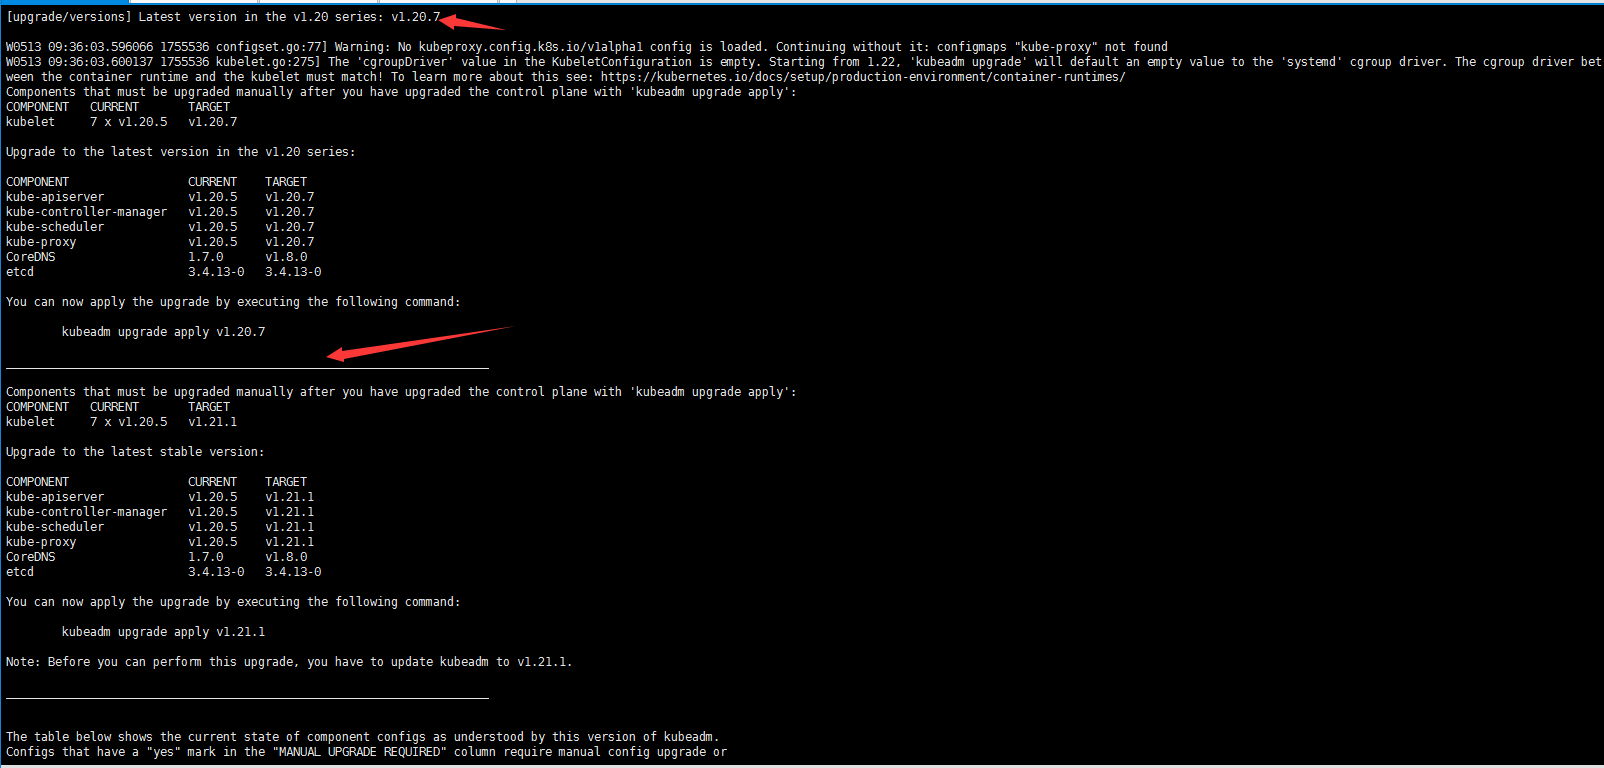 [upgrade/versions] Latest version in the v1.20 series: v1.20.7
W0513 09:36:03.596066 1755536 configset.go:77] Warning: No kubeproxy.config.k8s.io/v1alpha1 config is loaded. Continuing without it: configmaps "kube-proxy" not found
W0513 09:36:03.600137 1755536 kubelet.go:275] The 'cgroupDriver' value in the KubeletConfiguration is empty. Starting from 1.22, 'kubeadm upgrade' will default an empty value to the 'systemd' cgroup driver. The cgroup driver bet
ween the container runtime and the kubelet must match! To learn more about this see: https://kubernetes.io/docs/setup/production-environment/container-runtimes/
Components that must be upgraded manually after you have upgraded the control plane with 'kubeadm upgrade apply':
COMPONENT   CURRENT       TARGET
kubelet     7 x v1.20.5   v1.20.7
Upgrade to the latest version in the v1.20 series:
COMPONENT                 CURRENT    TARGET
kube-apiserver            v1.20.5    v1.20.7
kube-controller-manager   v1.20.5    v1.20.7
kube-scheduler            v1.20.5    v1.20.7
kube-proxy                v1.20.5    v1.20.7
CoreDNS                   1.7.0      v1.8.0
etcd                      3.4.13-0   3.4.13-0
You can now apply the upgrade by executing the following command:
kubeadm upgrade apply v1.20.7
Components that must be upgraded manually after you have upgraded the control plane with 'kubeadm upgrade apply':
COMPONENT   CURRENT       TARGET
kubelet     7 x v1.20.5   v1.21.1
Upgrade to the latest stable version:
COMPONENT                 CURRENT    TARGET
kube-apiserver            v1.20.5    v1.21.1
kube-controller-manager   v1.20.5    v1.21.1
kube-scheduler            v1.20.5    v1.21.1
kube-proxy                v1.20.5    v1.21.1
CoreDNS                   1.7.0      v1.8.0
etcd                      3.4.13-0   3.4.13-0
You can now apply the upgrade by executing the following command:
kubeadm upgrade apply v1.21.1
Note: Before you can perform this upgrade, you have to update kubeadm to v1.21.1.
The table below shows the current state of component configs as understood by this version of kubeadm.
Configs that have a "yes" mark in the "MANUAL UPGRADE REQUIRED" column require manual config upgrade or